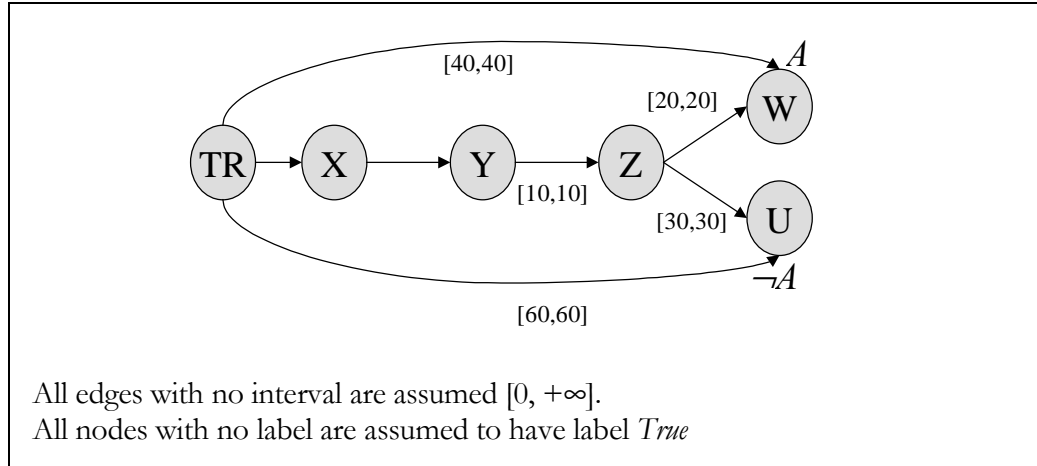 [40,40]
A
[20,20]
W
TR
X
Y
Z
[10,10]
[30,30]
U
¬A
[60,60]
All edges with no interval are assumed [0, +∞].
All nodes with no label are assumed to have label True